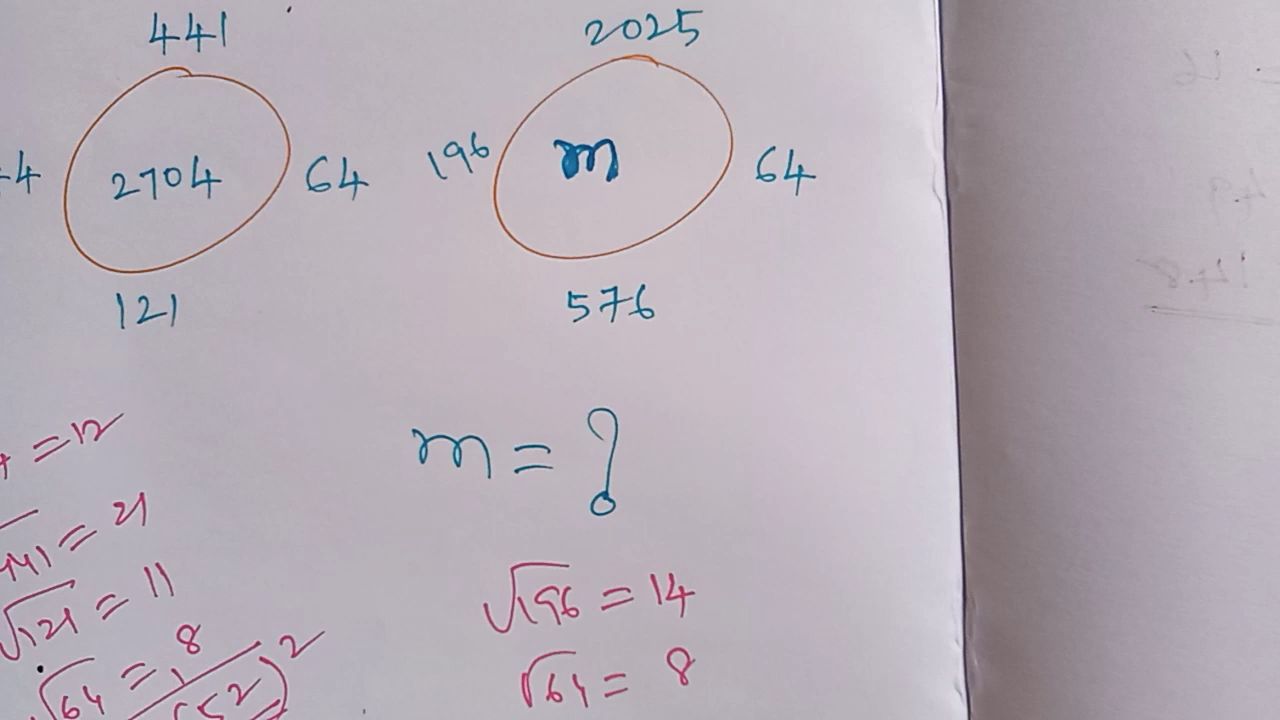 441 2025
4 2704 64 196 m 64
121 576
m = ?
= 12
441 = 21
√121 = 11
√64 = 8
(52)2
√196 = 14
√64 = 8